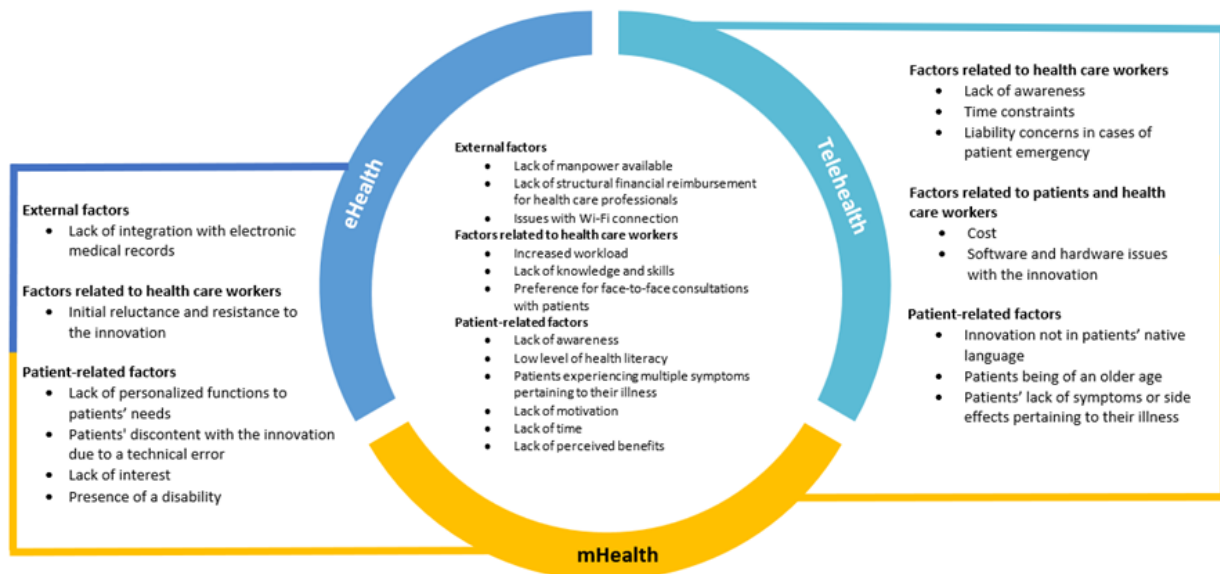 eHealth
Telehealth
mHealth
External factors
• Lack of integration with electronic
medical records
Factors related to health care workers
• Initial reluctance and resistance to
the innovation
Patient-related factors
• Lack of personalized functions to
patients’ needs
• Patients' discontent with the innovation
due to a technical error
• Lack of interest
• Presence of a disability
External factors
• Lack of manpower available
• Lack of structural financial reimbursement
for health care professionals
• Issues with Wi-Fi connection
Factors related to health care workers
• Increased workload
• Lack of knowledge and skills
• Preference for face-to-face consultations
with patients
Patient-related factors
• Lack of awareness
• Low level of health literacy
• Patients experiencing multiple symptoms
pertaining to their illness
• Lack of motivation
• Lack of time
• Lack of perceived benefits
Factors related to health care workers
• Lack of awareness
• Time constraints
• Liability concerns in cases of
patient emergency
Factors related to patients and health
care workers
• Cost
• Software and hardware issues
with the innovation
Patient-related factors
• Innovation not in patients’ native
language
• Patients being of an older age
• Patients’ lack of symptoms or side
effects pertaining to their illness